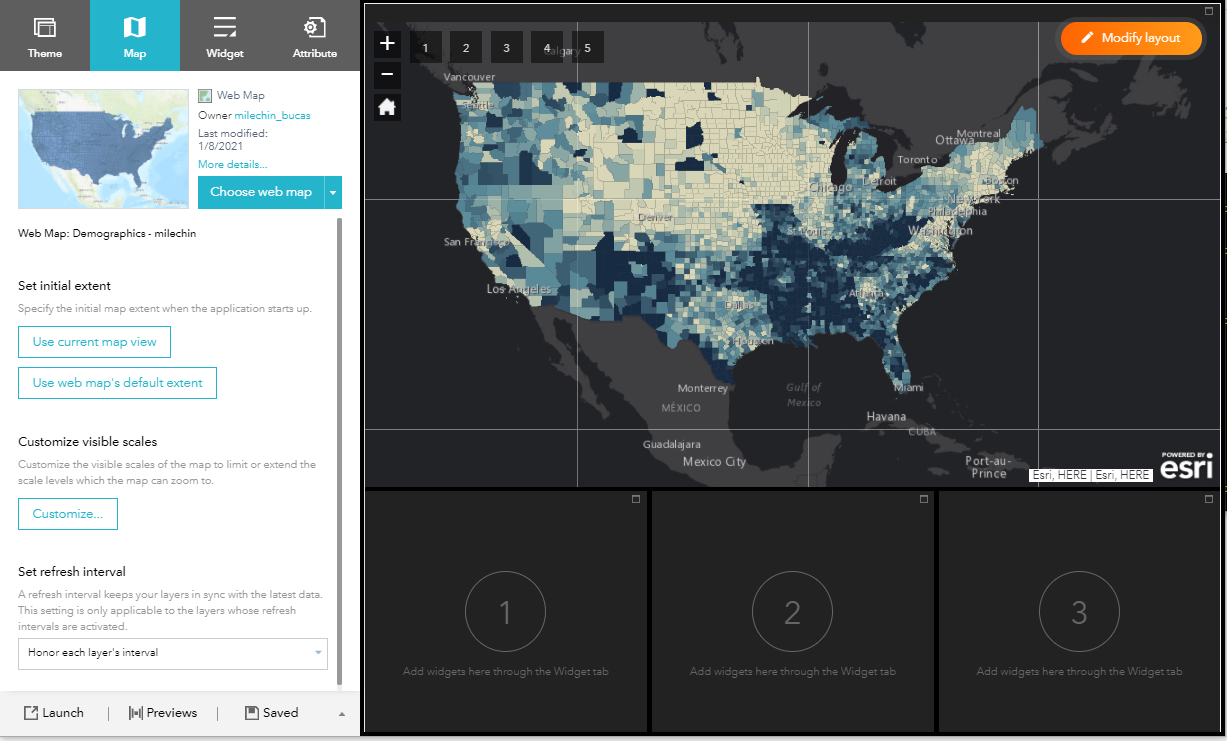 Theme
Map
Widget
Attribute
Web Map
Owner milechin_bucas
Last modified:
1/8/2021
More details...
Choose web map
Web Map: Demographics - milechin
Set initial extent
Specify the initial map extent when the application starts up.
Use current map view
Use web map's default extent
Customize visible scales
Customize the visible scales of the map to limit or extend the
scale levels which the map can zoom to.
Customize...
Set refresh interval
A refresh interval keeps your layers in sync with the latest data.
This setting is only applicable to the layers whose refresh
intervals are activated.
Honor each layer's interval
Launch
Previews
Saved
+
−
1 2 3 4 5
Modify layout
Calgary
Vancouver
Seattle
Ottawa
Montreal
Toronto
Chicago
Detroit
Boston
New York
Philadelphia
Denver
St Louis
Washington
San Francisco
Los Angeles
Atlanta
Dallas
Houston
Monterrey
MÉXICO
Gulf of
Mexico
Miami
Havana
CUBA
Guadalajara
Mexico City
Port-au-
Prince
Esri, HERE | Esri, HERE
POWERED BY
esri
1
Add widgets here through the Widget tab
2
Add widgets here through the Widget tab
3
Add widgets here through the Widget tab